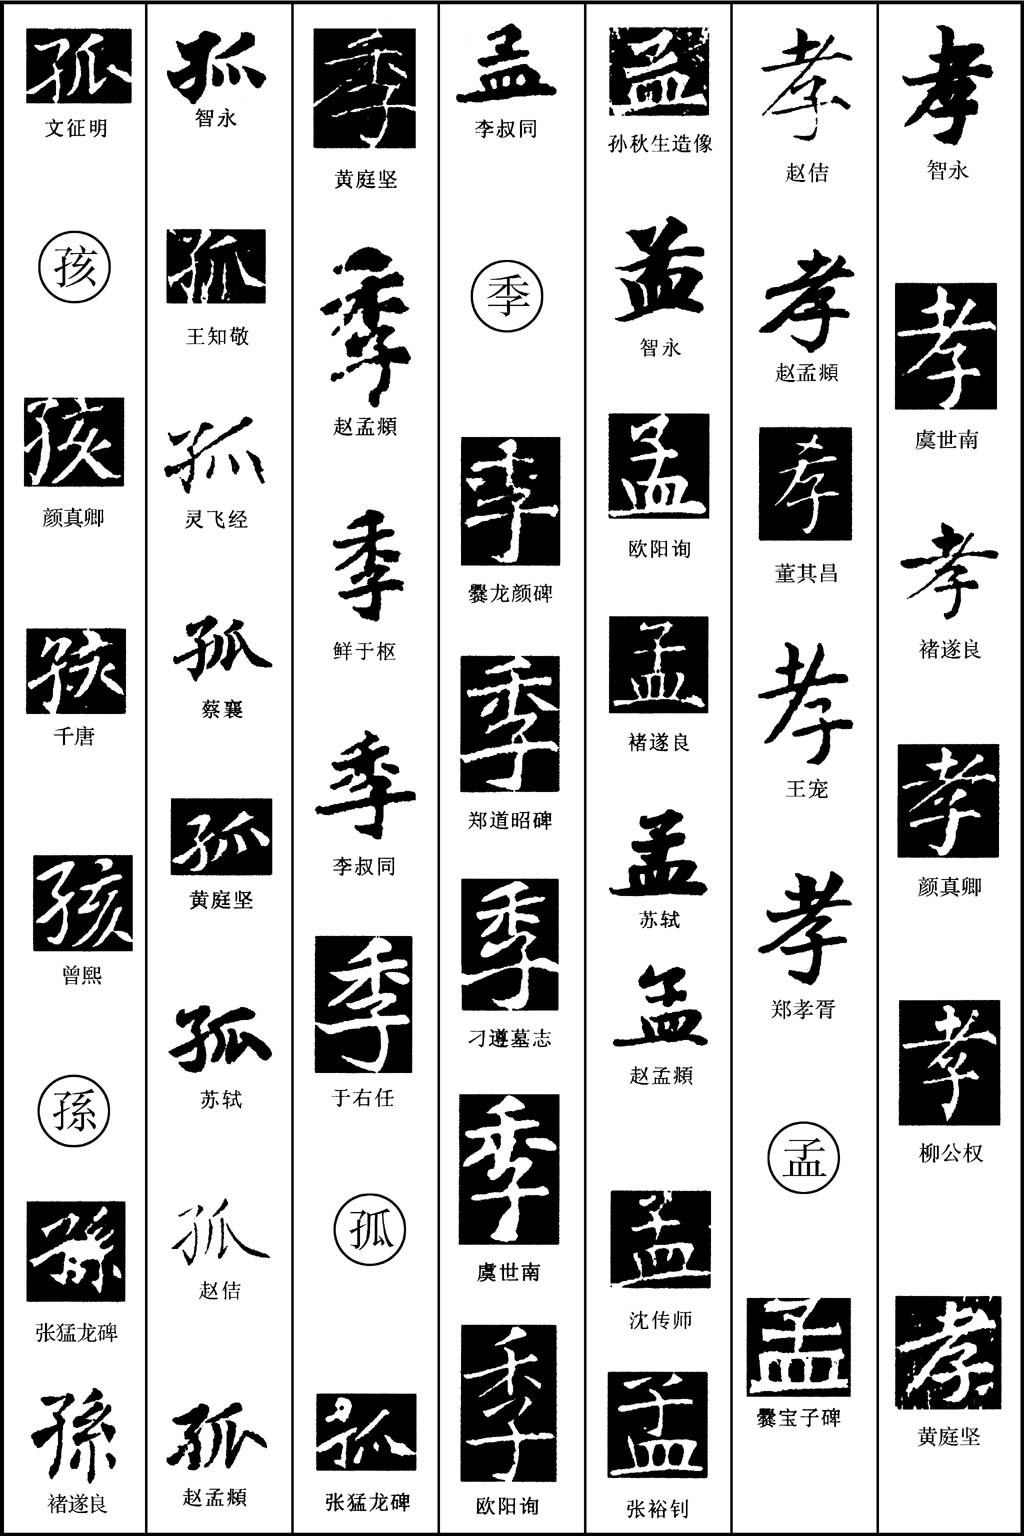 孝
智永
孝
虞世南
孝
褚遂良
孝
颜真卿
孝
柳公权
孝
黄庭坚
孝
赵佶
孝
赵孟頫
孝
董其昌
孝
王宠
孝
郑孝胥
孟
孟
爨宝子碑
孟
孙秋生造像
孟
智永
孟
欧阳询
孟
褚遂良
孟
苏轼
孟
赵孟頫
孟
沈传师
孟
张裕钊
孟
李叔同
季
季
爨龙颜碑
季
郑道昭碑
季
刁遵墓志
季
虞世南
季
欧阳询
季
黄庭坚
季
赵孟頫
季
鲜于枢
季
李叔同
季
于右任
孤
孤
张猛龙碑
孤
智永
孤
王知敬
孤
灵飞经
孤
蔡襄
孤
黄庭坚
孤
苏轼
孤
赵佶
孤
赵孟頫
孤
文征明
孩
孩
颜真卿
孩
千唐
孩
曾熙
孫
孫
张猛龙碑
孫
褚遂良